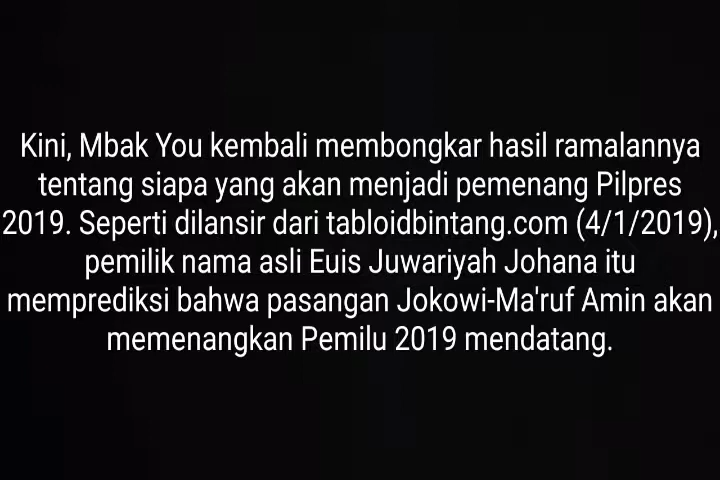 Kini, Mbak You kembali membongkar hasil ramalannya
tentang siapa yang akan menjadi pemenang Pilpres
2019. Seperti dilansir dari tabloidbintang.com (4/1/2019),
pemilik nama asli Euis Juwariyah Johana itu
memprediksi bahwa pasangan Jokowi-Ma'ruf Amin akan
memenangkan Pemilu 2019 mendatang.